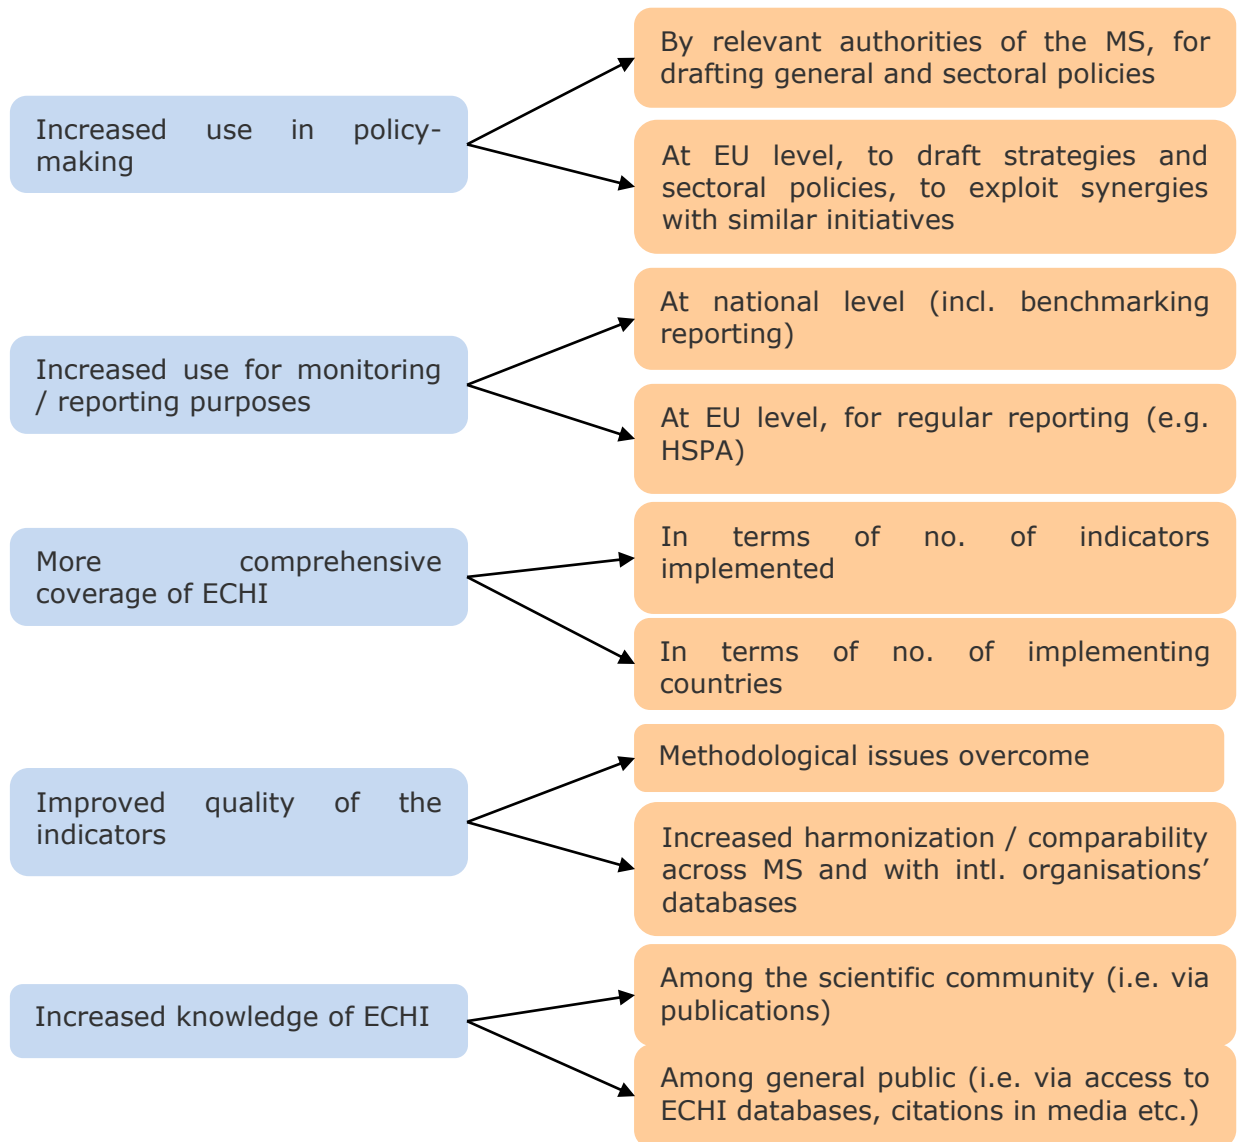 Increased use in policy-
making
By relevant authorities of the MS, for
drafting general and sectoral policies
At EU level, to draft strategies and
sectoral policies, to exploit synergies
with similar initiatives
Increased use for monitoring
/ reporting purposes
At national level (incl. benchmarking
reporting)
At EU level, for regular reporting (e.g.
HSPA)
More comprehensive
coverage of ECHI
In terms of no. of indicators
implemented
In terms of no. of implementing
countries
Improved quality of the
indicators
Methodological issues overcome
Increased harmonization / comparability
across MS and with intl. organisations’
databases
Increased knowledge of ECHI
Among the scientific community (i.e. via
publications)
Among general public (i.e. via access to
ECHI databases, citations in media etc.)